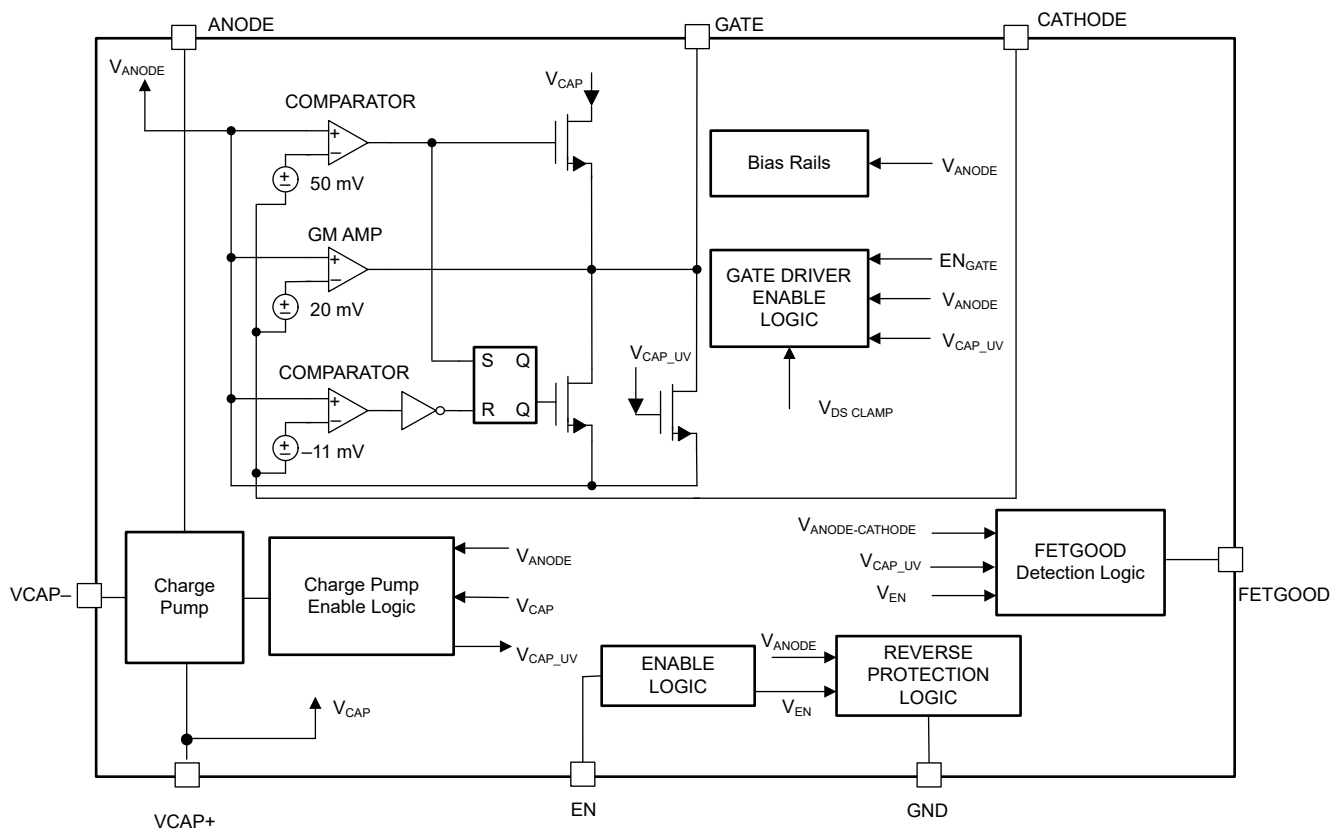 ANODE
GATE
CATHODE
VANODE
VCAP
COMPARATOR
+
−
±
50 mV
Bias Rails
VANODE
GM AMP
+
−
±
20 mV
GATE DRIVER
ENABLE
LOGIC
ENGATE
VANODE
VCAP_UV
VDS CLAMP
VCAP_UV
S Q
R Q
COMPARATOR
+
−
±
–11 mV
VCAP–
Charge
Pump
Charge Pump
Enable Logic
VANODE
VCAP
VCAP_UV
VANODE-CATHODE
VCAP_UV
VEN
FETGOOD
Detection Logic
FETGOOD
ENABLE
LOGIC
VANODE
VEN
REVERSE
PROTECTION
LOGIC
VCAP
VCAP+
EN
GND